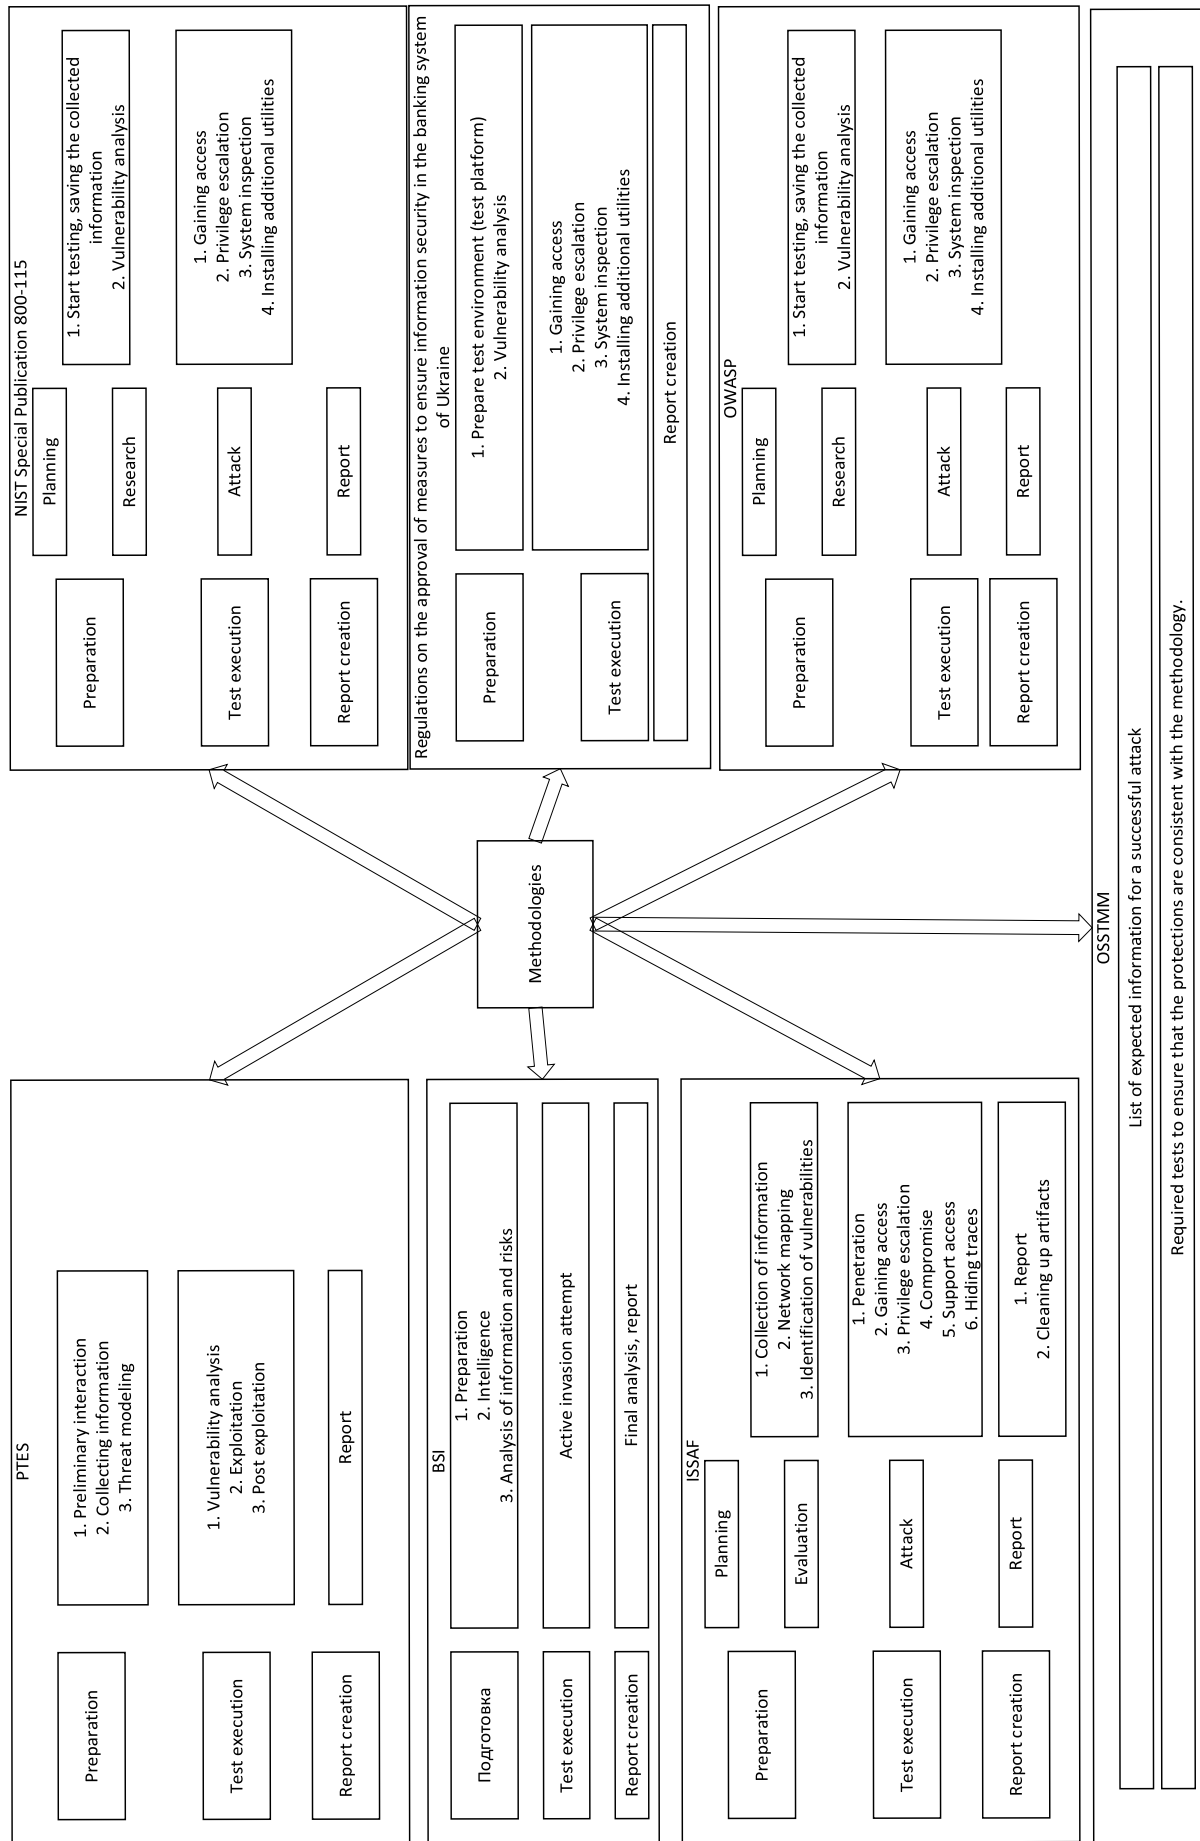 PTES
Preparation
1. Preliminary interaction
2. Collecting information
3. Threat modeling
Test execution
1. Vulnerability analysis
2. Exploitation
3. Post exploitation
Report creation
Report
NIST Special Publication 800-115
Preparation
Planning
Research
1. Start testing, saving the collected
information
2. Vulnerability analysis
Test execution
Attack
1. Gaining access
2. Privilege escalation
3. System inspection
4. Installing additional utilities
Report creation
Report
BSI
Подготовка
1. Preparation
2. Intelligence
3. Analysis of information and risks
Test execution
Active invasion attempt
Report creation
Final analysis, report
Methodologies
Regulations on the approval of measures to ensure information security in the banking system
of Ukraine
Preparation
1. Prepare test environment (test platform)
2. Vulnerability analysis
Test execution
1. Gaining access
2. Privilege escalation
3. System inspection
4. Installing additional utilities
Report creation
ISSAF
Preparation
Planning
Evaluation
1. Collection of information
2. Network mapping
3. Identification of vulnerabilities
Test execution
Attack
1. Penetration
2. Gaining access
3. Privilege escalation
4. Compromise
5. Support access
6. Hiding traces
Report creation
Report
1. Report
2. Cleaning up artifacts
OWASP
Preparation
Planning
Research
1. Start testing, saving the collected
information
2. Vulnerability analysis
Test execution
Attack
1. Gaining access
2. Privilege escalation
3. System inspection
4. Installing additional utilities
Report creation
Report
OSSTMM
List of expected information for a successful attack
Required tests to ensure that the protections are consistent with the methodology.